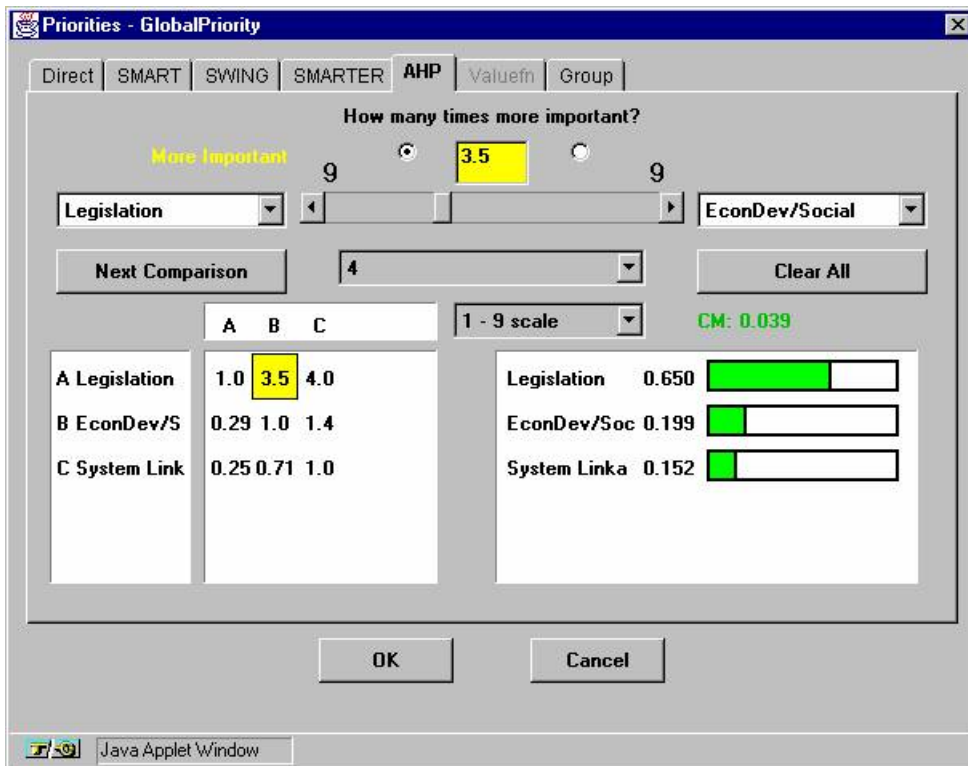 Priorities - GlobalPriority
Direct SMART SWING SMARTER AHP Valuefn Group
How many times more important?
More Important 9 3.5 9
Legislation EconDev/Social
Next Comparison 4 Clear All
A B C 1 - 9 scale CM: 0.039
A Legislation 1.0 3.5 4.0 Legislation 0.650
B EconDev/S 0.29 1.0 1.4 EconDev/Soc 0.199
C System Link 0.25 0.71 1.0 System Linka 0.152
OK Cancel
Java Applet Window